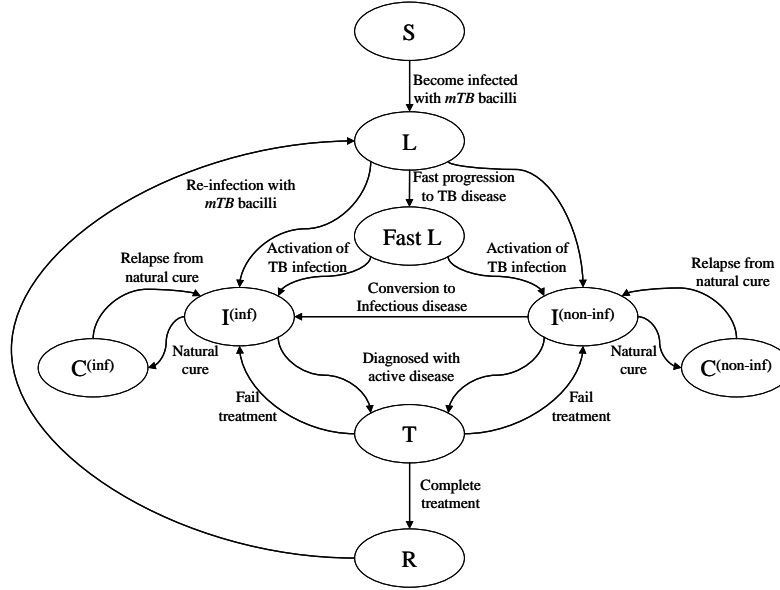 S
Become infected
with mTB bacilli
L
Re-infection with
mTB bacilli
Fast progression
to TB disease
Fast L
Activation of
TB infection
Activation of
TB infection
Relapse from
natural cure
Relapse from
natural cure
Conversion to
Infectious disease
I(inf)
I(non-inf)
Natural
cure
Natural
cure
C(inf)
C(non-inf)
Diagnosed with
active disease
Fail
treatment
Fail
treatment
T
Complete
treatment
R